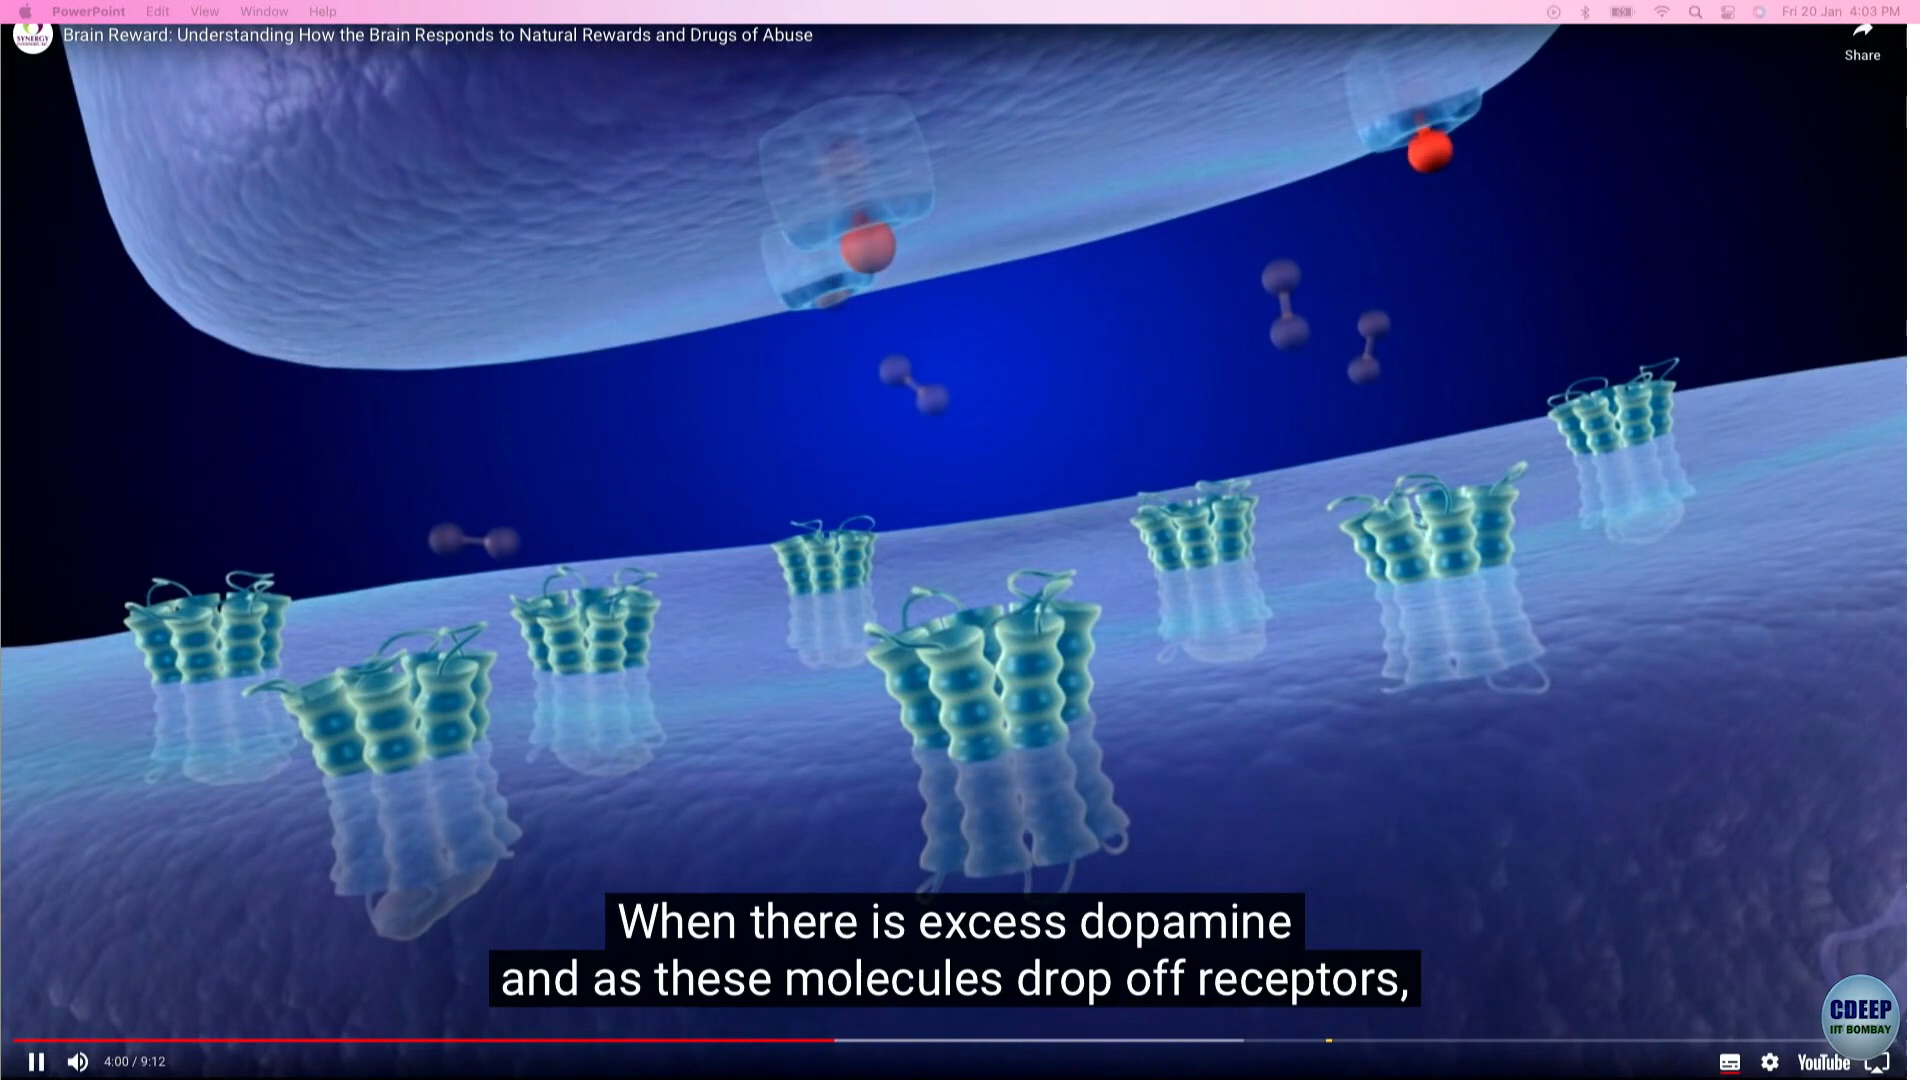 PowerPoint Edit View Window Help Fri 20 Jan 4:03 PM
SYNERGY
Brain Reward: Understanding How the Brain Responds to Natural Rewards and Drugs of Abuse
Share
When there is excess dopamine
and as these molecules drop off receptors,
CDEEP
IIT BOMBAY
4:00 / 9:12
YouTube